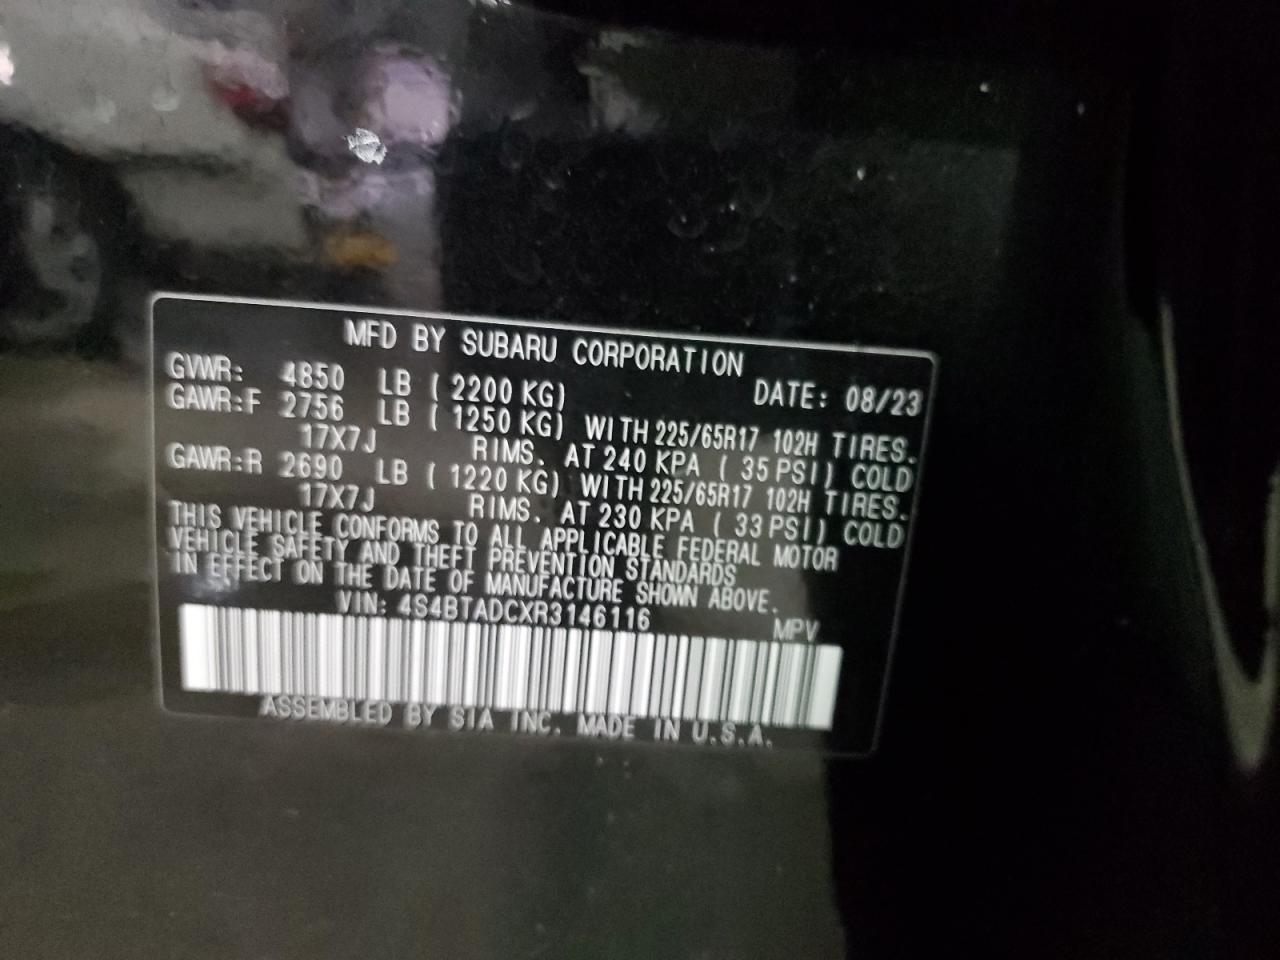 MFD BY SUBARU CORPORATION
GVWR: 4850 LB ( 2200 KG) DATE: 08/23
GAWR:F 2756 LB ( 1250 KG) WITH 225/65R17 102H TIRES.
17X7J RIMS. AT 240 KPA ( 35 PSI) COLD
GAWR:R 2690 LB ( 1220 KG) WITH 225/65R17 102H TIRES.
17X7J RIMS. AT 230 KPA ( 33 PSI) COLD
THIS VEHICLE CONFORMS TO ALL APPLICABLE FEDERAL MOTOR
VEHICLE SAFETY AND THEFT PREVENTION STANDARDS
IN EFFECT ON THE DATE OF MANUFACTURE SHOWN ABOVE.
VIN: 4S4BTADCXR3146116 MPV
ASSEMBLED BY SIA INC. MADE IN U.S.A.